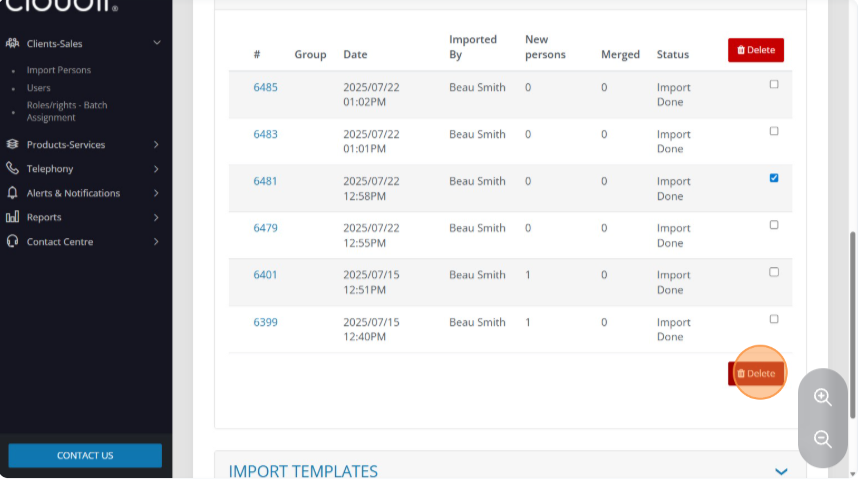 Clients-Sales
Import Persons
Users
Roles/rights - Batch
Assignment
Products-Services
Telephony
Alerts & Notifications
Reports
Contact Centre
CONTACT US
# Group Date Imported By New persons Merged Status Delete
6485 2025/07/22 01:02PM Beau Smith 0 0 Import Done
6483 2025/07/22 01:01PM Beau Smith 0 0 Import Done
6481 2025/07/22 12:58PM Beau Smith 0 0 Import Done
6479 2025/07/22 12:55PM Beau Smith 0 0 Import Done
6401 2025/07/15 12:51PM Beau Smith 1 0 Import Done
6399 2025/07/15 12:40PM Beau Smith 1 0 Import Done
Delete
IMPORT TEMPLATES